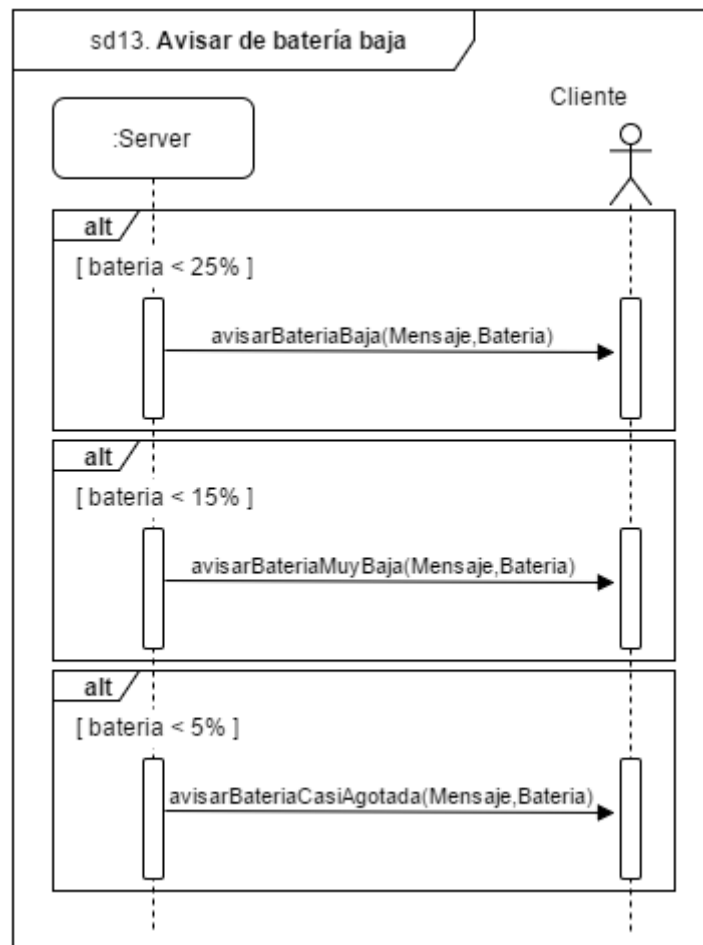 sd13. Avisar de batería baja
Cliente
:Server
alt
[ bateria < 25% ]
avisarBateriaBaja(Mensaje,Bateria)
alt
[ bateria < 15% ]
avisarBateriaMuyBaja(Mensaje,Bateria)
alt
[ bateria < 5% ]
avisarBateriaCasiAgotada(Mensaje,Bateria)